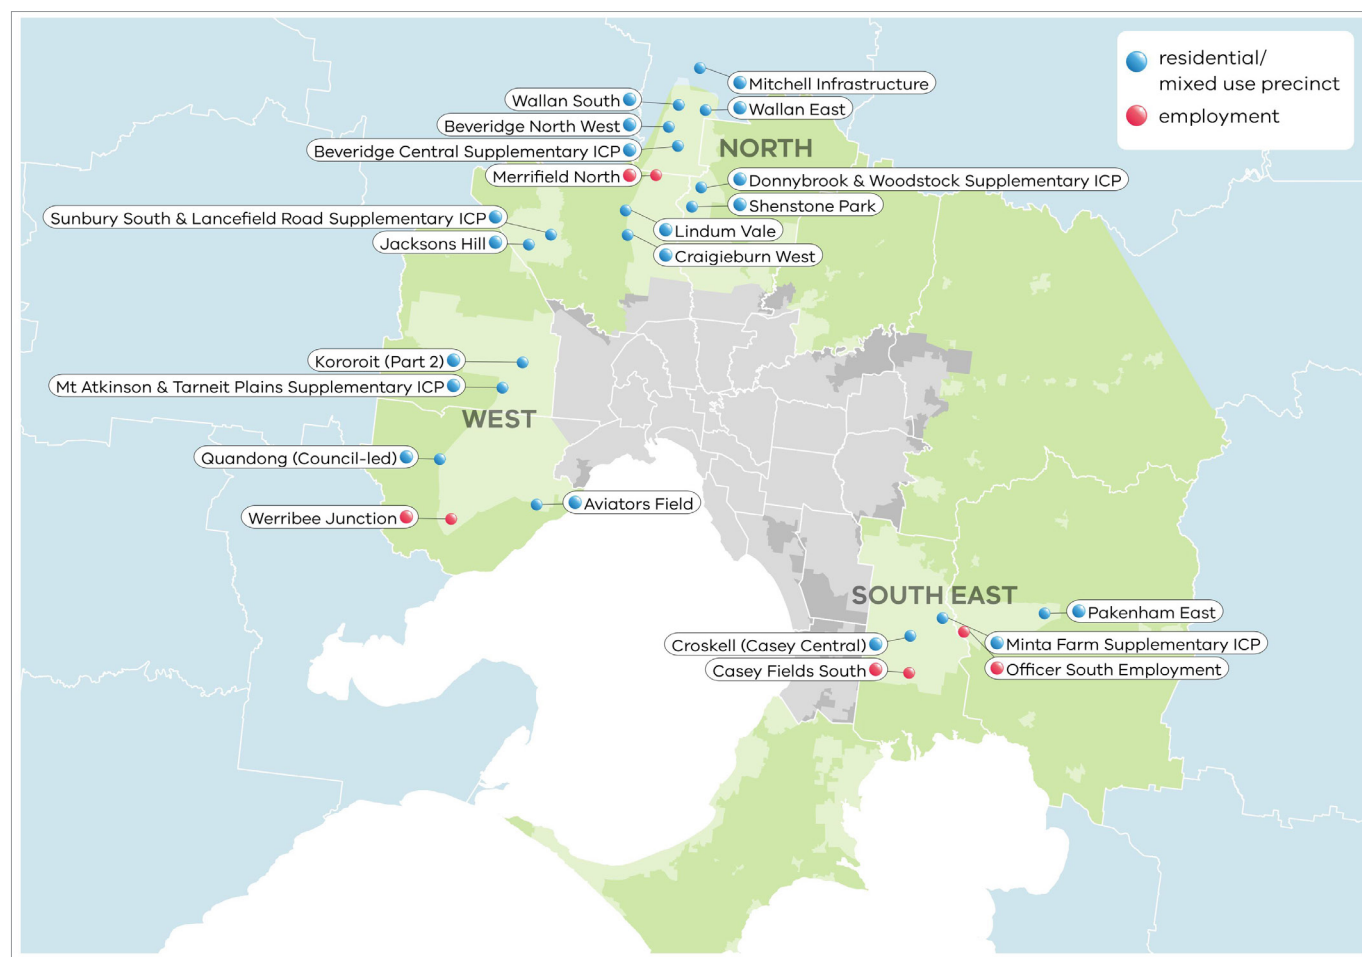 residential/
mixed use precinct
employment
Mitchell Infrastructure
Wallan South
Wallan East
Beveridge North West
Beveridge Central Supplementary ICP
NORTH
Merrifield North
Donnybrook & Woodstock Supplementary ICP
Shenstone Park
Sunbury South & Lancefield Road Supplementary ICP
Lindum Vale
Jacksons Hill
Craigieburn West
Kororoit (Part 2)
Mt Atkinson & Tarneit Plains Supplementary ICP
WEST
Quandong (Council-led)
Aviators Field
Werribee Junction
SOUTH EAST
Pakenham East
Croskell (Casey Central)
Minta Farm Supplementary ICP
Casey Fields South
Officer South Employment